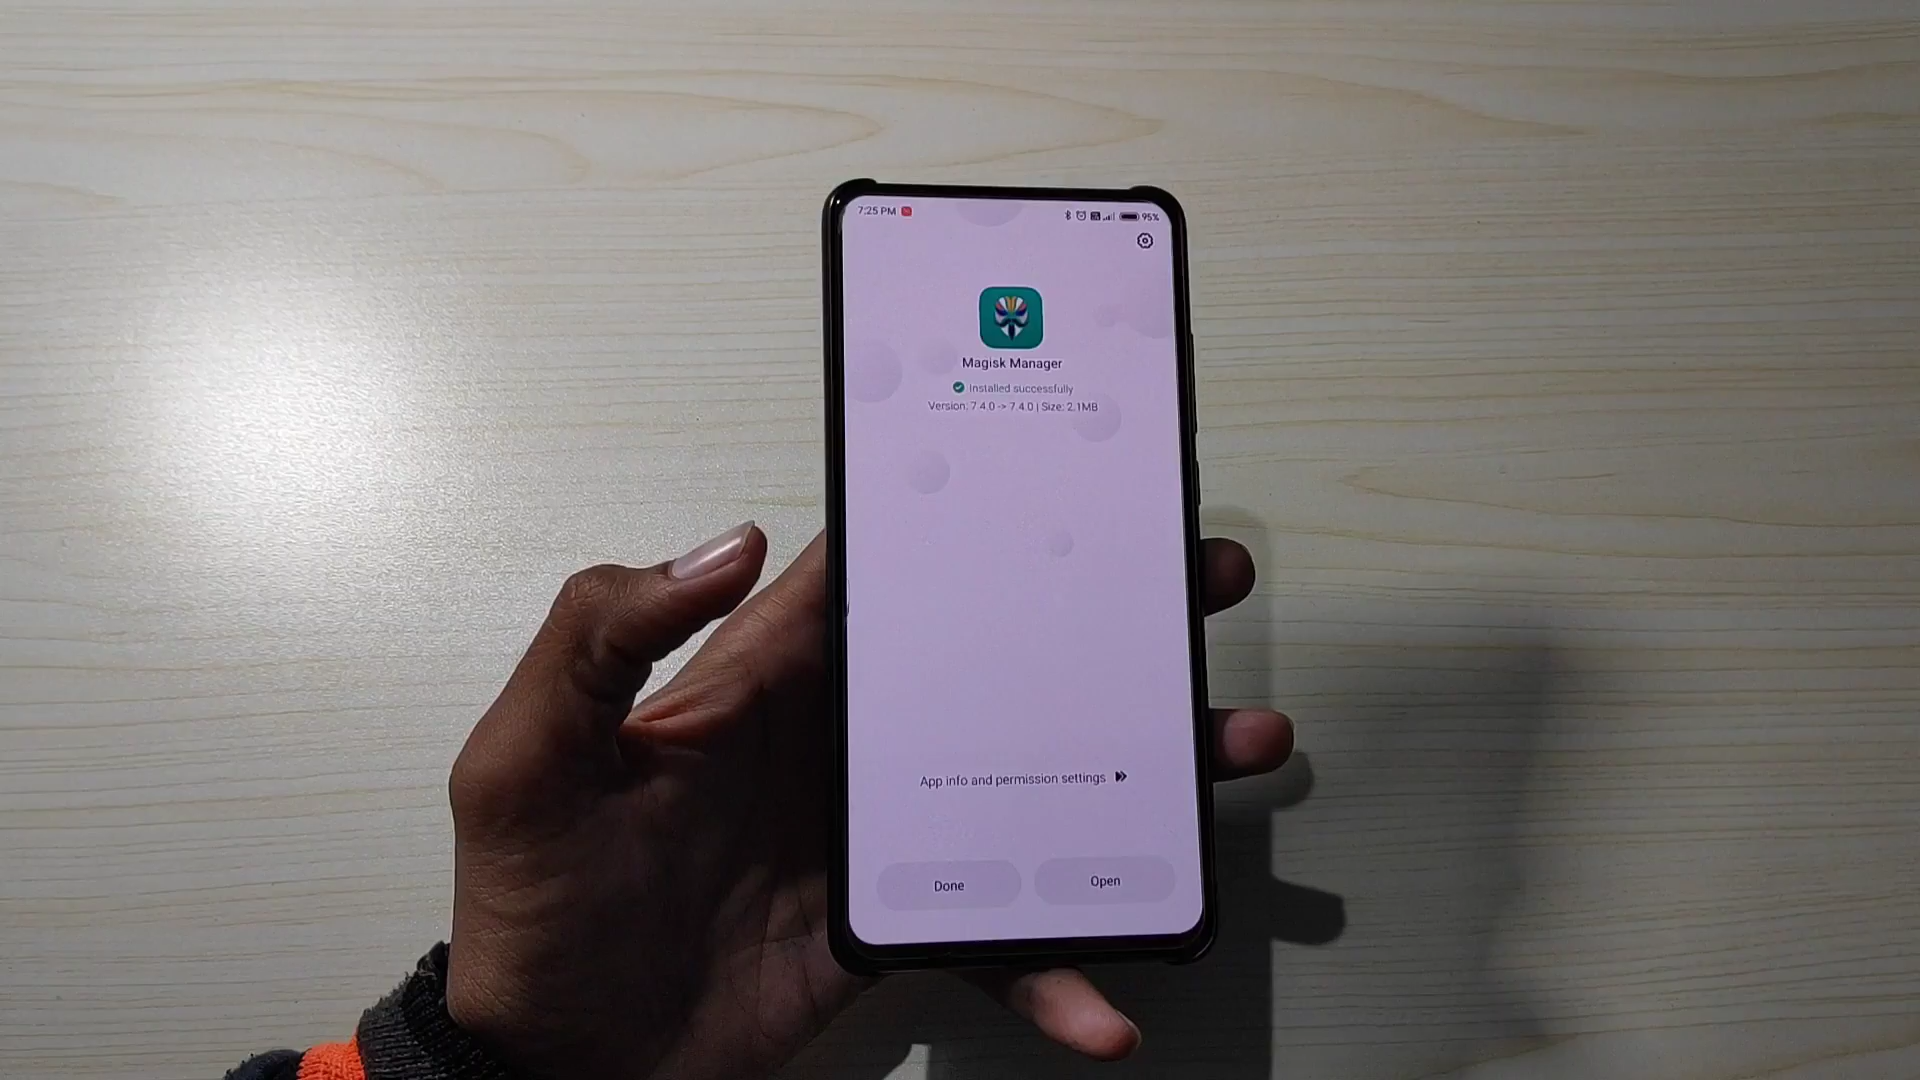 7:25 PM
95%
Magisk Manager
Installed successfully
Version: 7.4.0 -> 7.4.0 | Size: 2.1MB
App info and permission settings
Done
Open